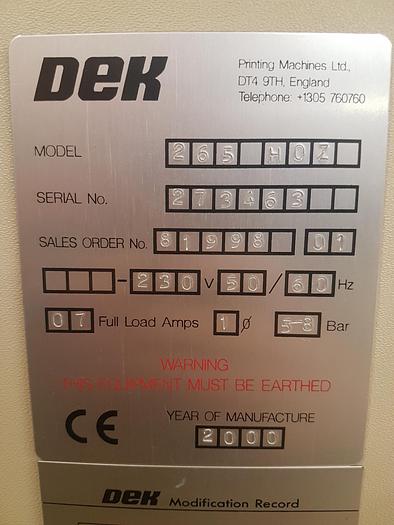 DEK
Printing Machines Ltd.,
DT4 9TH, England
Telephone: +1305 760760
MODEL 265 HOZ
SERIAL No. 273463
SALES ORDER No. 81998 01
-230 V 50/60 Hz
07 Full Load Amps 1 Ø 5-8 Bar
WARNING
THIS EQUIPMENT MUST BE EARTHED
CE YEAR OF MANUFACTURE
2000
DEK Modification Record